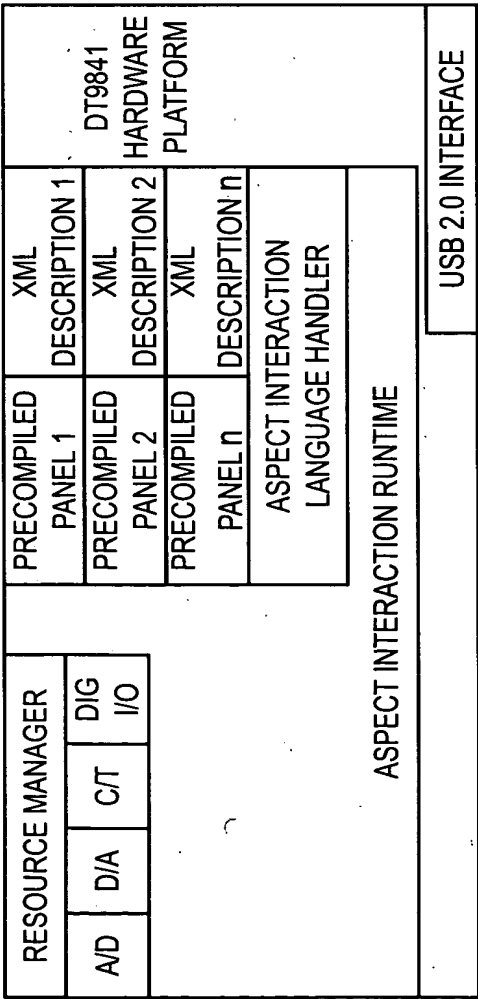 RESOURCE MANAGER
A/D
D/A
C/T
DIG
I/O
PRECOMPILED
PANEL 1
XML
DESCRIPTION 1
PRECOMPILED
PANEL 2
XML
DESCRIPTION 2
PRECOMPILED
PANEL n
XML
DESCRIPTION n
DT9841
HARDWARE
PLATFORM
ASPECT INTERACTION
LANGUAGE HANDLER
ASPECT INTERACTION RUNTIME
USB 2.0 INTERFACE